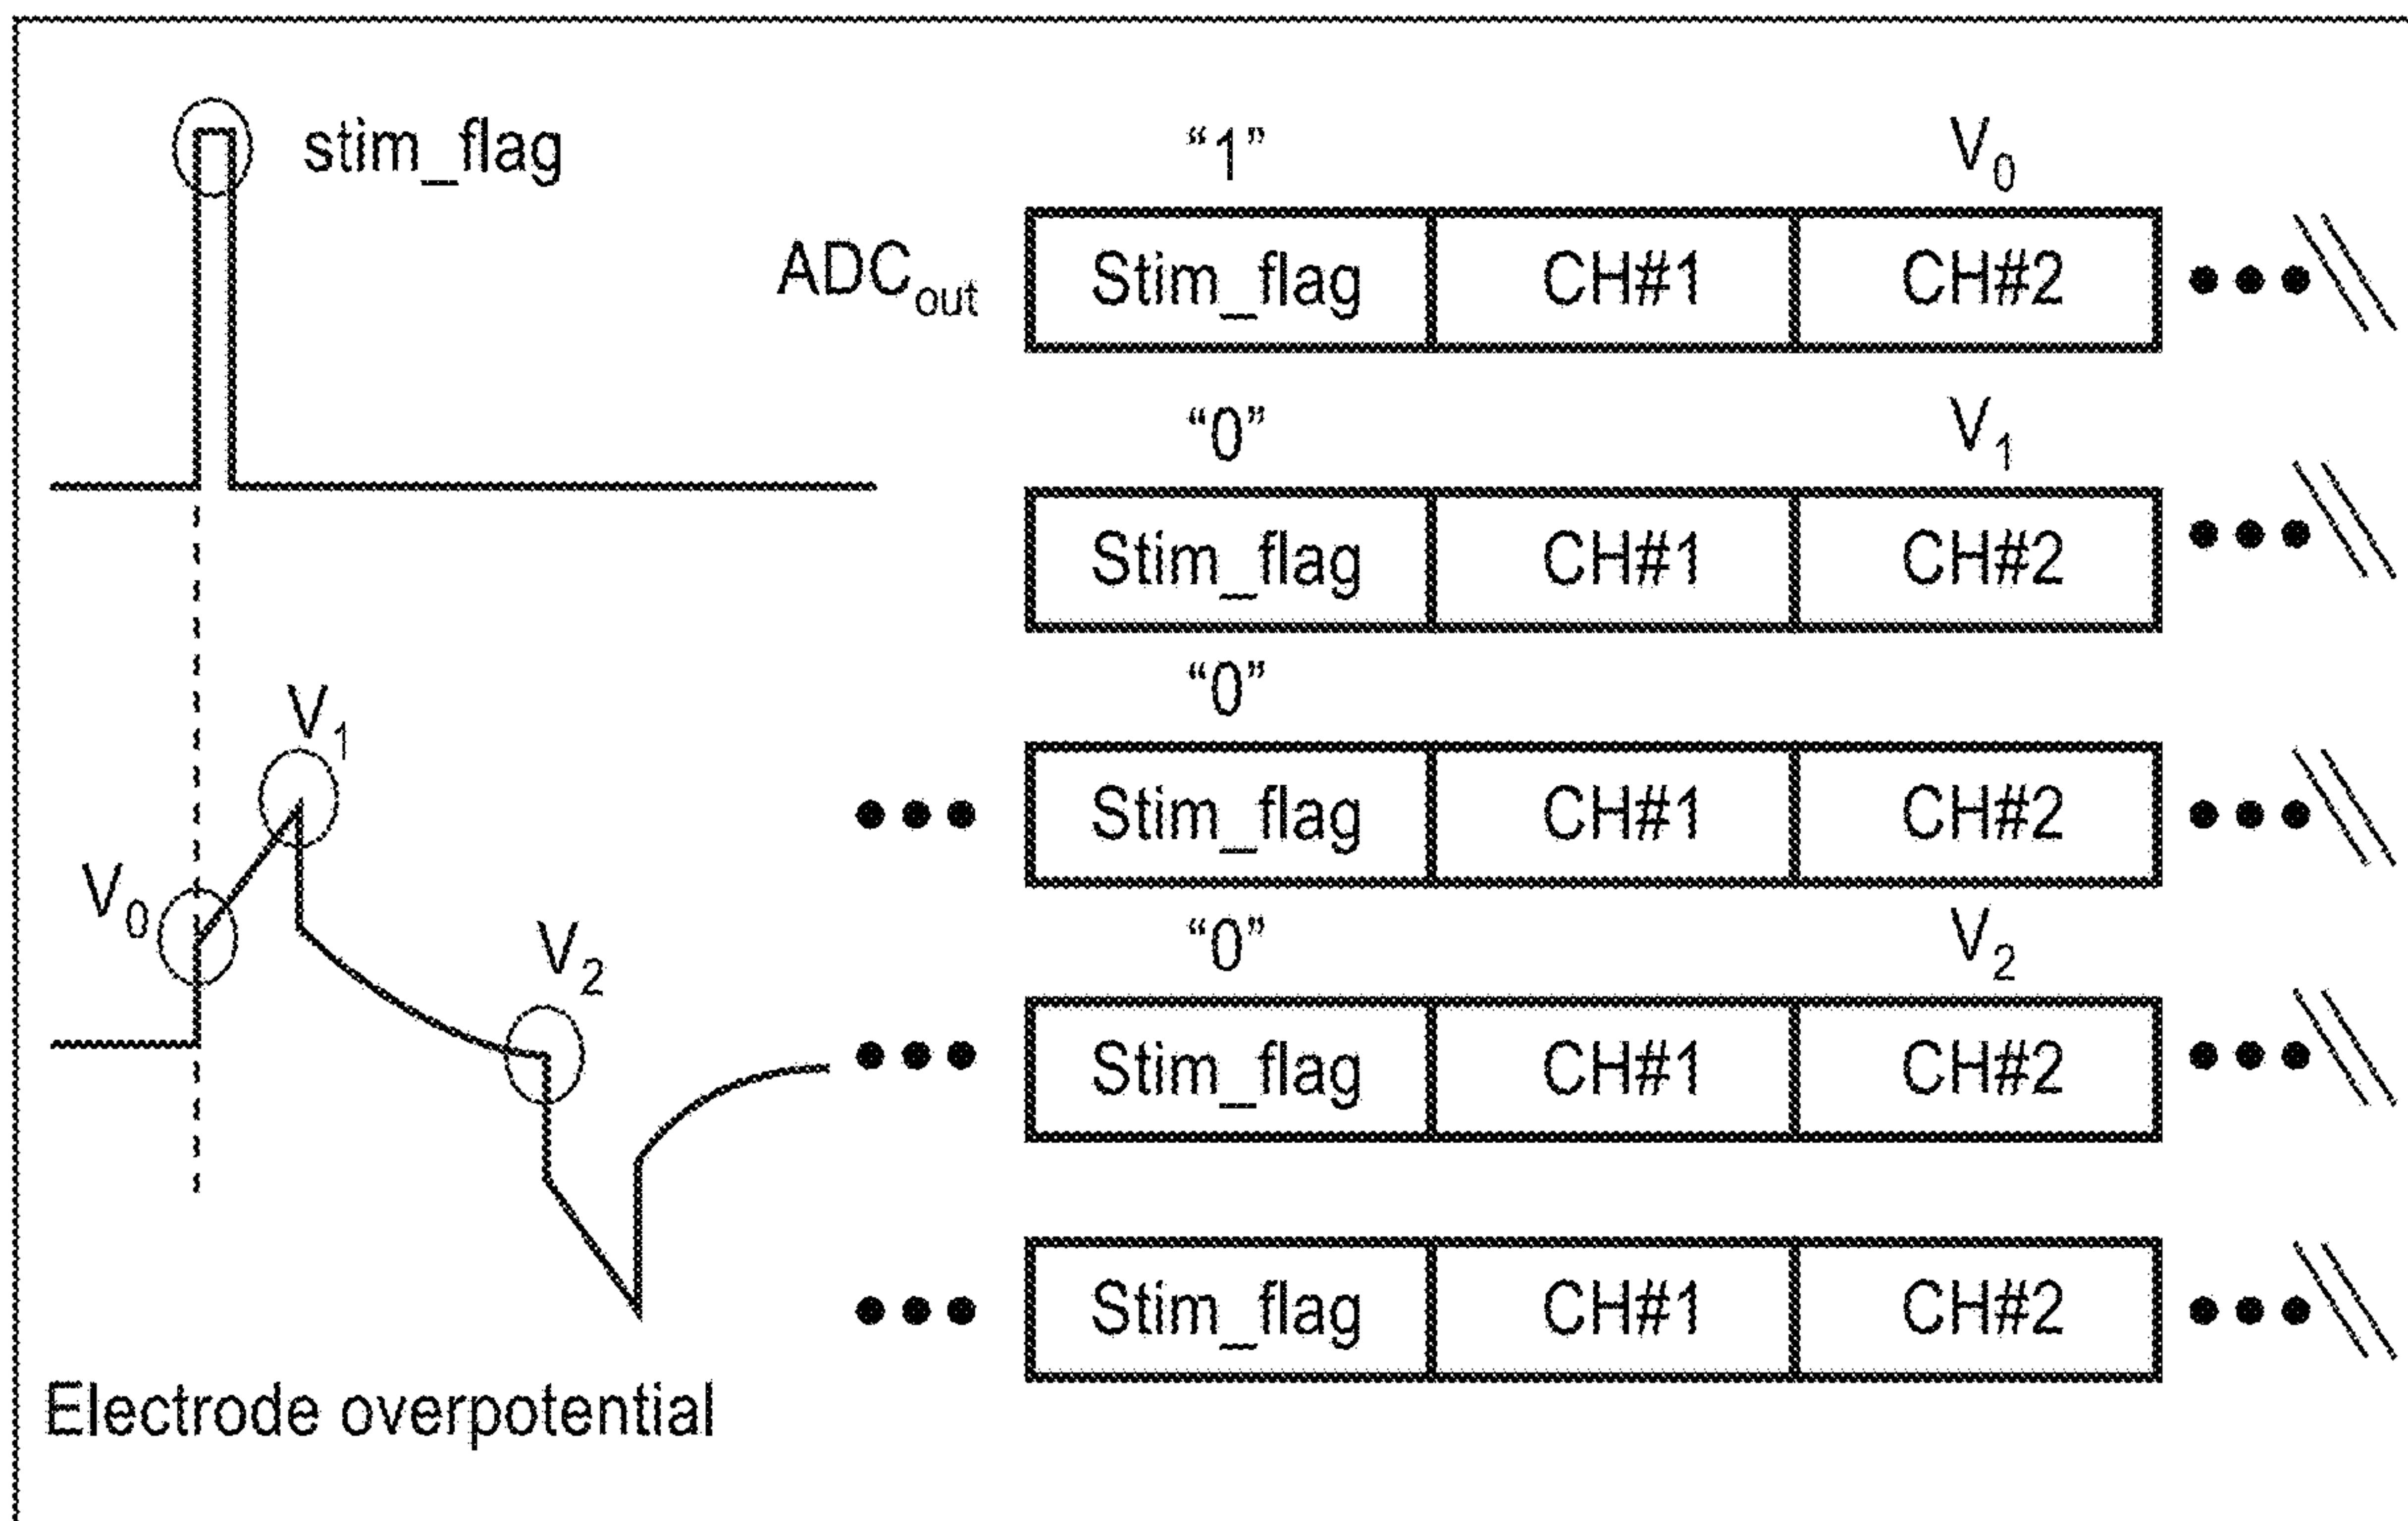 stim_flag
“1” V₀
ADCout Stim_flag CH#1 CH#2
“0” V₁
Stim_flag CH#1 CH#2
“0”
V₁
Stim_flag CH#1 CH#2
V₀
“0” V₂
V₂
Stim_flag CH#1 CH#2
Stim_flag CH#1 CH#2
Electrode overpotential